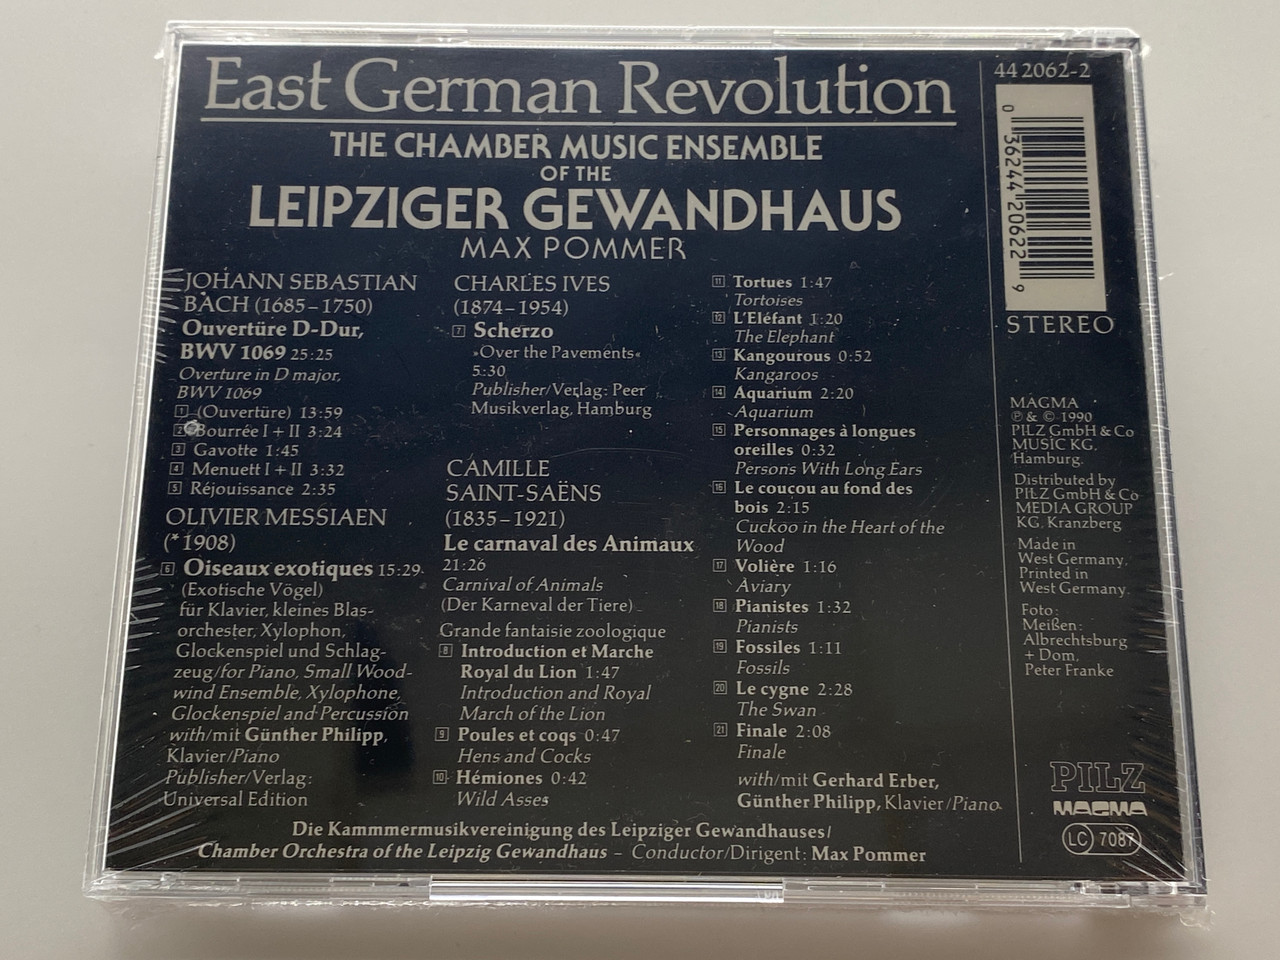 East German Revolution
THE CHAMBER MUSIC ENSEMBLE
OF THE
LEIPZIGER GEWANDHAUS
MAX POMMER
JOHANN SEBASTIAN
BACH (1685–1750)
Ouvertüre D-Dur,
BWV 1069 25:25
Overture in D major,
BWV 1069
1 (Ouvertüre) 13:59
2 Bourrée I + II 3:24
3 Gavotte 1:45
4 Menuett I + II 3:32
5 Réjouissance 2:35
OLIVIER MESSIAEN
(*1908)
6 Oiseaux exotiques 15:29
(Exotische Vögel)
für Klavier, kleines Blas-
orchester, Xylophon,
Glockenspiel und Schlag-
zeug/for Piano, Small Wood-
wind Ensemble, Xylophone,
Glockenspiel and Percussion
with/mit Günther Philipp,
Klavier/Piano
Publisher/Verlag:
Universal Edition
CHARLES IVES
(1874–1954)
7 Scherzo
»Over the Pavements«
5:30
Publisher/Verlag: Peer
Musikverlag, Hamburg
CAMILLE
SAINT-SAËNS
(1835–1921)
Le carnaval des Animaux
21:26
Carnival of Animals
(Der Karneval der Tiere)
Grande fantaisie zoologique
8 Introduction et Marche
Royal du Lion 1:47
Introduction and Royal
March of the Lion
9 Poules et coqs 0:47
Hens and Cocks
10 Hémiones 0:42
Wild Asses
11 Tortues 1:47
Tortoises
12 L'Eléfant 1:20
The Elephant
13 Kangourous 0:52
Kangaroos
14 Aquarium 2:20
Aquarium
15 Personnages à longues
oreilles 0:32
Persons With Long Ears
16 Le coucou au fond des
bois 2:15
Cuckoo in the Heart of the
Wood
17 Volière 1:16
Aviary
18 Pianistes 1:32
Pianists
19 Fossiles 1:11
Fossils
20 Le cygne 2:28
The Swan
21 Finale 2:08
Finale
with/mit Gerhard Erber,
Günther Philipp, Klavier/Piano
Die Kammmermusikvereinigung des Leipziger Gewandhauses/
Chamber Orchestra of the Leipzig Gewandhaus – Conductor/Dirigent: Max Pommer
44 2062-2
0 36244 20622 9
STEREO
MAGMA
℗ & © 1990
PILZ GmbH & Co
MUSIC KG,
Hamburg.
Distributed by
PILZ GmbH & Co
MEDIA GROUP
KG, Kranzberg
Made in
West Germany.
Printed in
West Germany.
Foto:
Meißen:
Albrechtsburg
+ Dom,
Peter Franke
PILZ
MAGMA
LC 7087